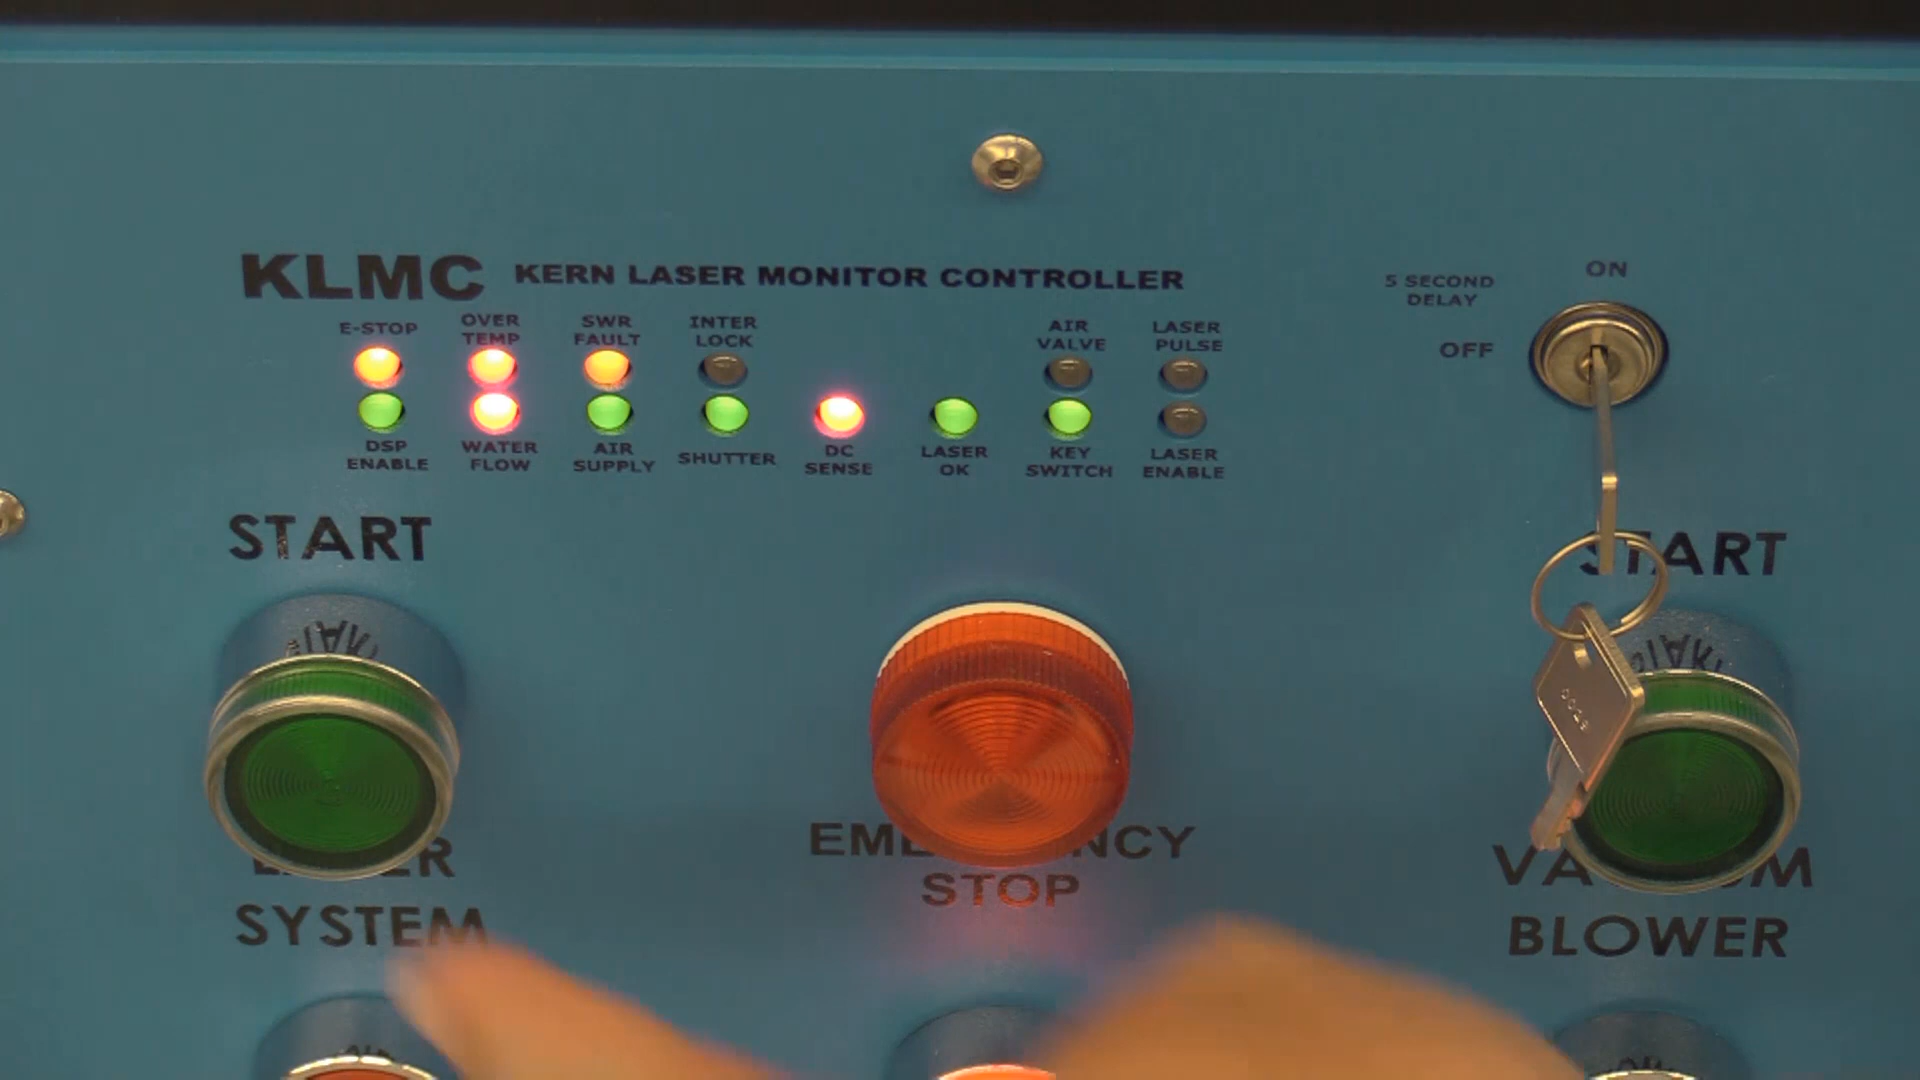 KLMC KERN LASER MONITOR CONTROLLER
ON
5 SECOND
DELAY
OFF
E-STOP
OVER
TEMP
SWR
FAULT
INTER
LOCK
AIR
VALVE
LASER
PULSE
DSP
ENABLE
WATER
FLOW
AIR
SUPPLY
SHUTTER
DC
SENSE
LASER
OK
KEY
SWITCH
LASER
ENABLE
START
START
SYSTEM
STOP
BLOWER